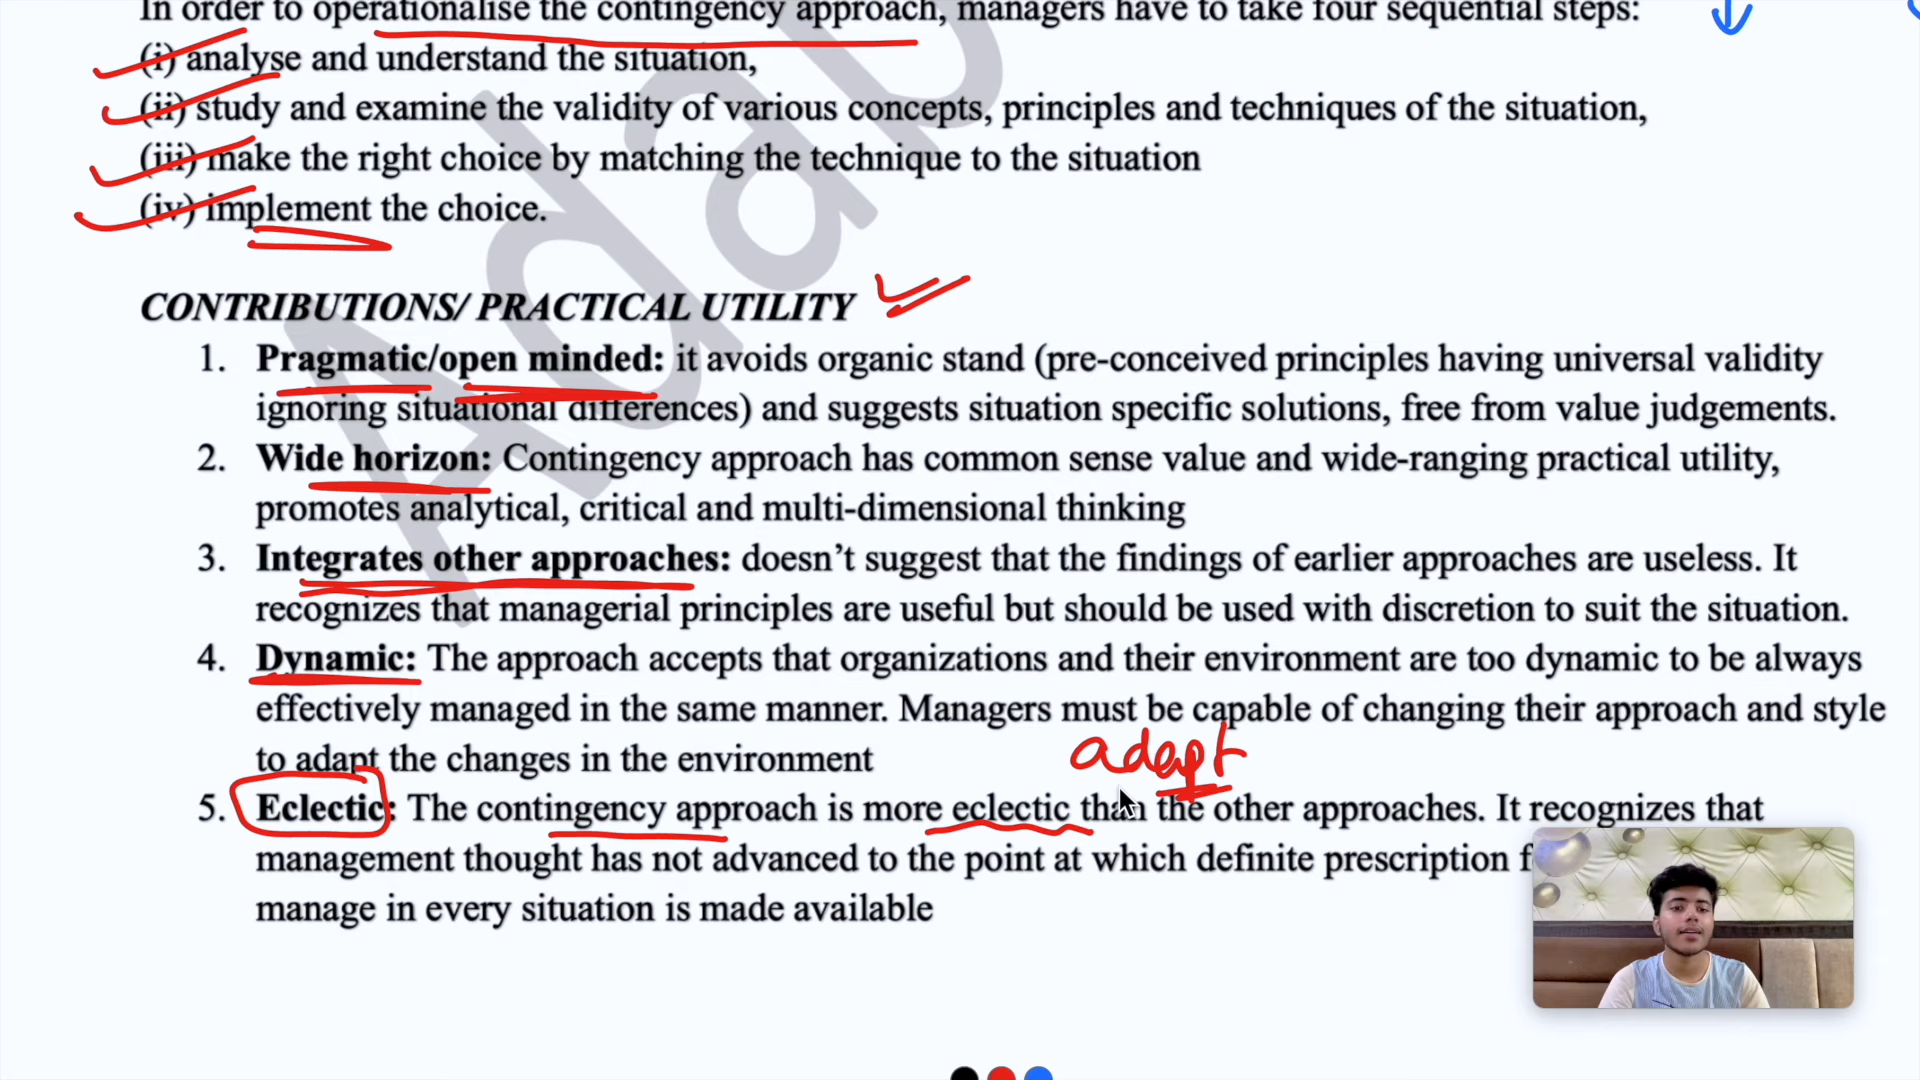 In order to operationalise the contingency approach, managers have to take four sequential steps:
(i) analyse and understand the situation,
(ii) study and examine the validity of various concepts, principles and techniques of the situation,
(iii) make the right choice by matching the technique to the situation
(iv) implement the choice.
CONTRIBUTIONS/ PRACTICAL UTILITY
1. Pragmatic/open minded: it avoids organic stand (pre-conceived principles having universal validity
ignoring situational differences) and suggests situation specific solutions, free from value judgements.
2. Wide horizon: Contingency approach has common sense value and wide-ranging practical utility,
promotes analytical, critical and multi-dimensional thinking
3. Integrates other approaches: doesn’t suggest that the findings of earlier approaches are useless. It
recognizes that managerial principles are useful but should be used with discretion to suit the situation.
4. Dynamic: The approach accepts that organizations and their environment are too dynamic to be always
effectively managed in the same manner. Managers must be capable of changing their approach and style
to adapt the changes in the environment
adapt
5. Eclectic: The contingency approach is more eclectic than the other approaches. It recognizes that
management thought has not advanced to the point at which definite prescription
manage in every situation is made available